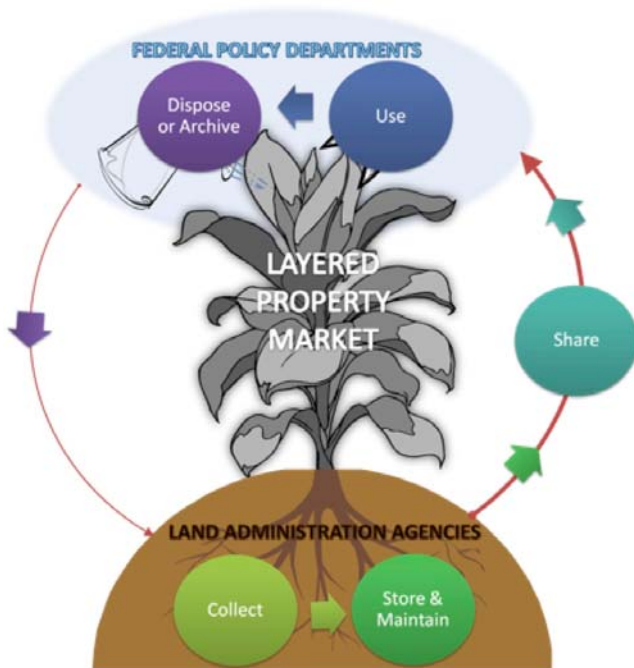 FEDERAL POLICY DEPARTMENTS
Dispose
or Archive
Use
LAYERED
PROPERTY
MARKET
Share
LAND ADMINISTRATION AGENCIES
Collect
Store &
Maintain